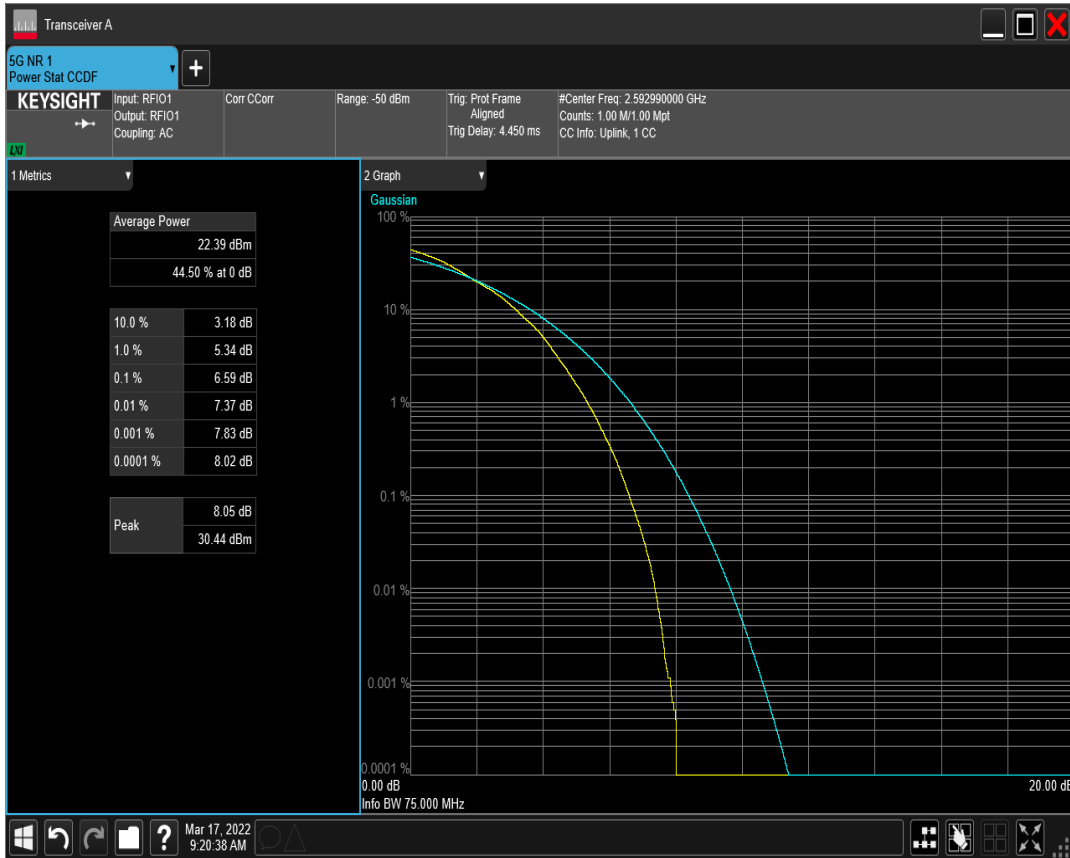 Transceiver A
5G NR 1
Power Stat CCDF
+
KEYSIGHT
LXI
Input: RFIO1
Output: RFIO1
Coupling: AC
Corr CCorr
Range: -50 dBm
Trig: Prot Frame
Aligned
Trig Delay: 4.450 ms
#Center Freq: 2.592990000 GHz
Counts: 1.00 M/1.00 Mpt
CC Info: Uplink, 1 CC
1 Metrics
Average Power
22.39 dBm
44.50 % at 0 dB
10.0 % 3.18 dB
1.0 % 5.34 dB
0.1 % 6.59 dB
0.01 % 7.37 dB
0.001 % 7.83 dB
0.0001 % 8.02 dB
Peak
8.05 dB
30.44 dBm
2 Graph
Gaussian
100 %
10 %
1 %
0.1 %
0.01 %
0.001 %
0.0001 %
0.00 dB 20.00 dB
Info BW 75.000 MHz
?
Mar 17, 2022
9:20:38 AM